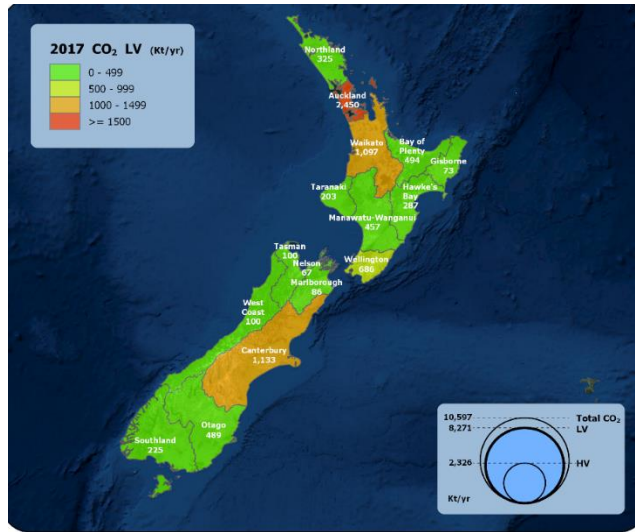 2017 CO₂ LV (Kt/yr)
0 - 499
500 - 999
1000 - 1499
>= 1500
Northland
325
Auckland
2,450
Waikato
1,097
Bay of
Plenty
494
Gisborne
73
Taranaki
203
Hawke's
Bay
287
Manawatu-Wanganui
457
Wellington
686
Tasman
100
Nelson
67
Marlborough
86
West
Coast
100
Canterbury
1,133
Otago
489
Southland
225
10,597 Total CO₂
8,271 LV
2,326 HV
Kt/yr